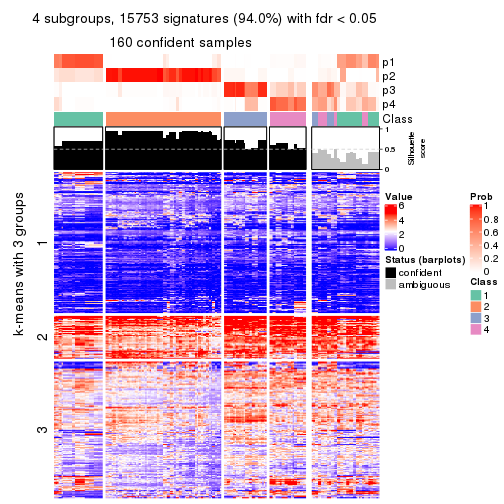 4 subgroups, 15753 signatures (94.0%) with fdr < 0.05
160 confident samples
p1
p2
p3
p4
Class
1
0.5
0
Silhouette
score
k-means with 3 groups
1
2
3
Value
6
4
2
0
Status (barplots)
confident
ambiguous
Prob
1
0.8
0.6
0.4
0.2
0
Class
1
2
3
4